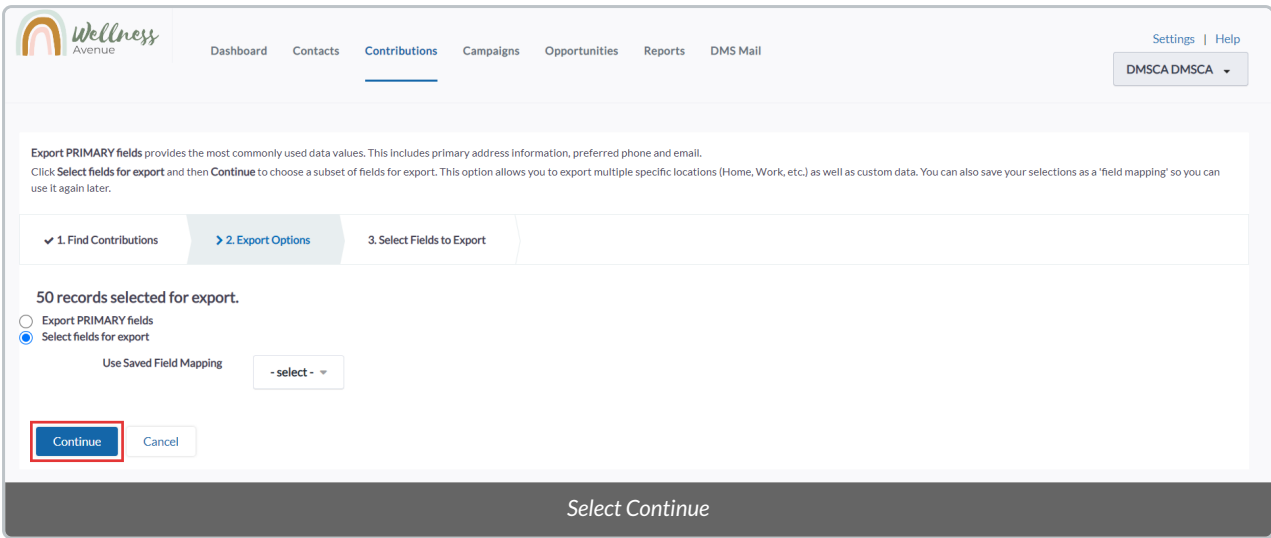 Wellness
Avenue
Dashboard Contacts Contributions Campaigns Opportunities Reports DMS Mail
Settings | Help
DMSCA DMSCA
Export PRIMARY fields provides the most commonly used data values. This includes primary address information, preferred phone and email.
Click Select fields for export and then Continue to choose a subset of fields for export. This option allows you to export multiple specific locations (Home, Work, etc.) as well as custom data. You can also save your selections as a 'field mapping' so you can
use it again later.
1. Find Contributions 2. Export Options 3. Select Fields to Export
50 records selected for export.
Export PRIMARY fields
Select fields for export
Use Saved Field Mapping - select -
Continue Cancel
Select Continue